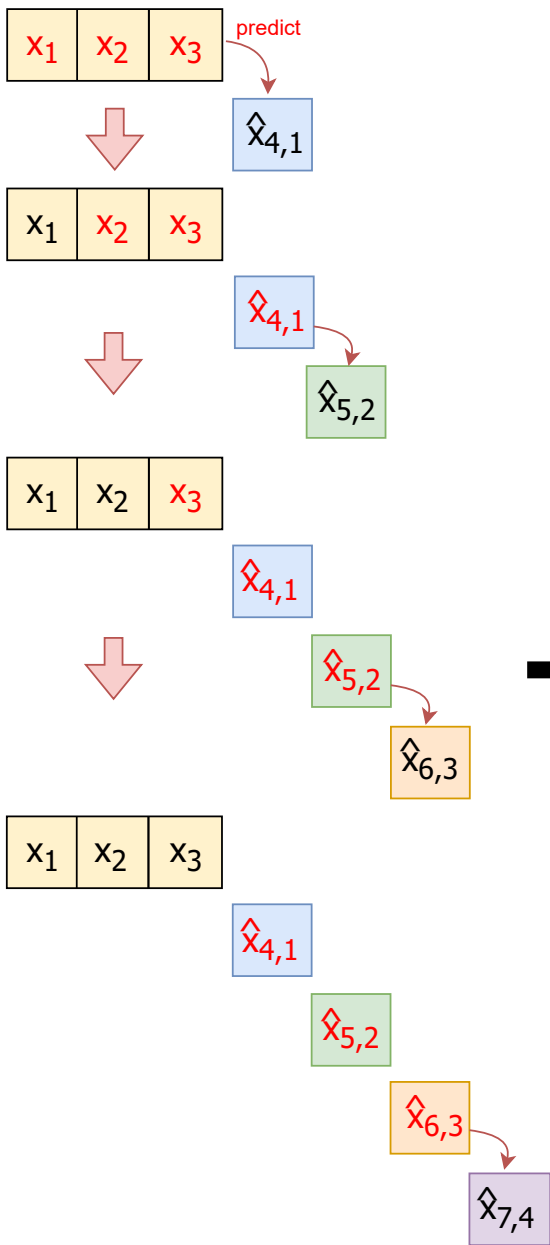 x₁ x₂ x₃ predict
x̂₄,₁
x₁ x₂ x₃
x̂₄,₁
x̂₅,₂
x₁ x₂ x₃
x̂₄,₁
x̂₅,₂
x̂₆,₃
x₁ x₂ x₃
x̂₄,₁
x̂₅,₂
x̂₆,₃
x̂₇,₄